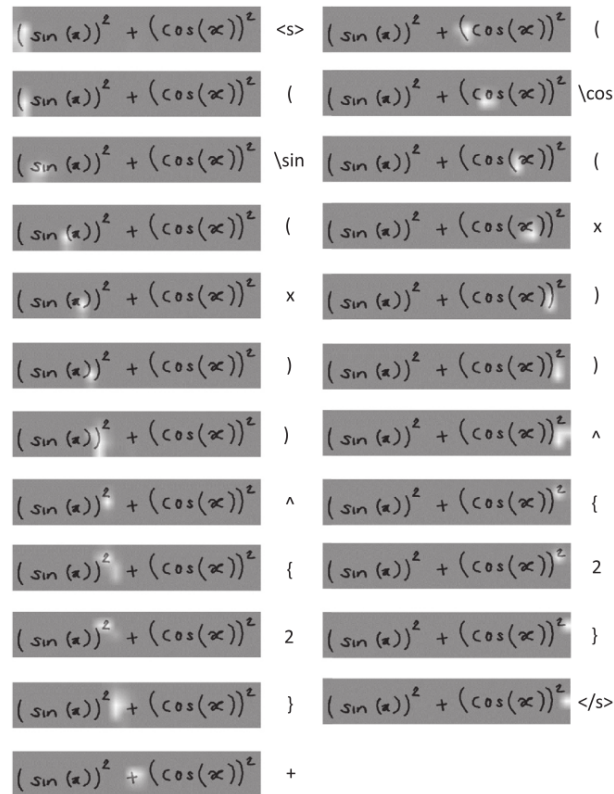 (sin(x))² + (cos(x))² <s>
(sin(x))² + (cos(x))² (
(sin(x))² + (cos(x))² \sin
(sin(x))² + (cos(x))² (
(sin(x))² + (cos(x))² x
(sin(x))² + (cos(x))² )
(sin(x))² + (cos(x))² )
(sin(x))² + (cos(x))² ^
(sin(x))² + (cos(x))² {
(sin(x))² + (cos(x))² 2
(sin(x))² + (cos(x))² }
(sin(x))² + (cos(x))² +
(sin(x))² + (cos(x))² (
(sin(x))² + (cos(x))² \cos
(sin(x))² + (cos(x))² (
(sin(x))² + (cos(x))² x
(sin(x))² + (cos(x))² )
(sin(x))² + (cos(x))² )
(sin(x))² + (cos(x))² ^
(sin(x))² + (cos(x))² {
(sin(x))² + (cos(x))² 2
(sin(x))² + (cos(x))² }
(sin(x))² + (cos(x))² </s>